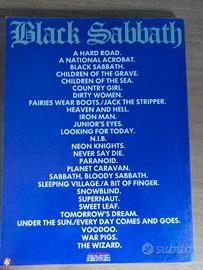 Black Sabbath
A HARD ROAD.
A NATIONAL ACROBAT.
BLACK SABBATH.
CHILDREN OF THE GRAVE.
CHILDREN OF THE SEA.
COUNTRY GIRL.
DIRTY WOMEN.
FAIRIES WEAR BOOTS./JACK THE STRIPPER.
HEAVEN AND HELL.
IRON MAN.
JUNIOR'S EYES.
LOOKING FOR TODAY.
N.I.B.
NEON KNIGHTS.
NEVER SAY DIE.
PARANOID.
PLANET CARAVAN.
SABBATH, BLOODY SABBATH.
SLEEPING VILLAGE./A BIT OF FINGER.
SNOWBLIND.
SUPERNAUT.
SWEET LEAF.
TOMORROW'S DREAM.
UNDER THE SUN./EVERY DAY COMES AND GOES.
VOODOO.
WAR PIGS.
THE WIZARD.
subito